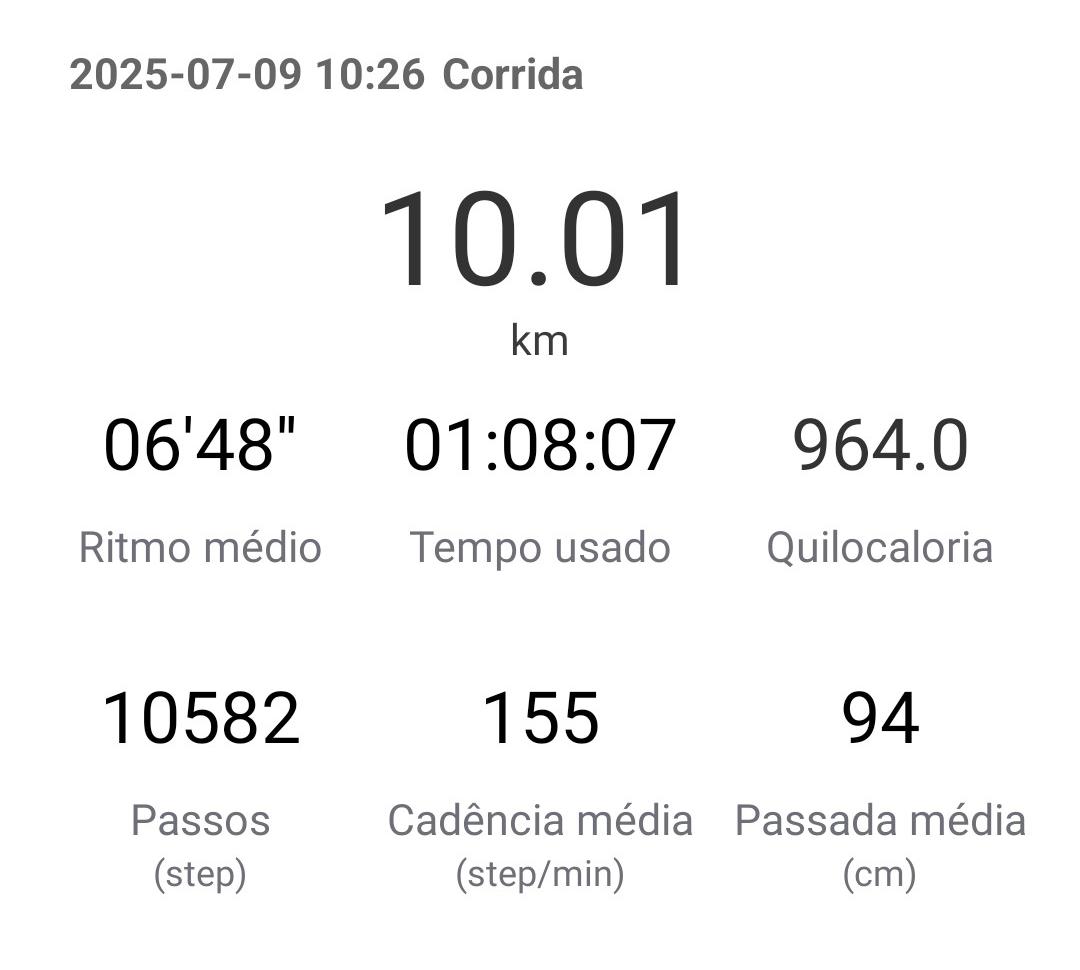 2025-07-09 10:26 Corrida
10.01
km
06'48" 01:08:07 964.0
Ritmo médio Tempo usado Quilocaloria
10582 155 94
Passos Cadência média Passada média
(step) (step/min) (cm)